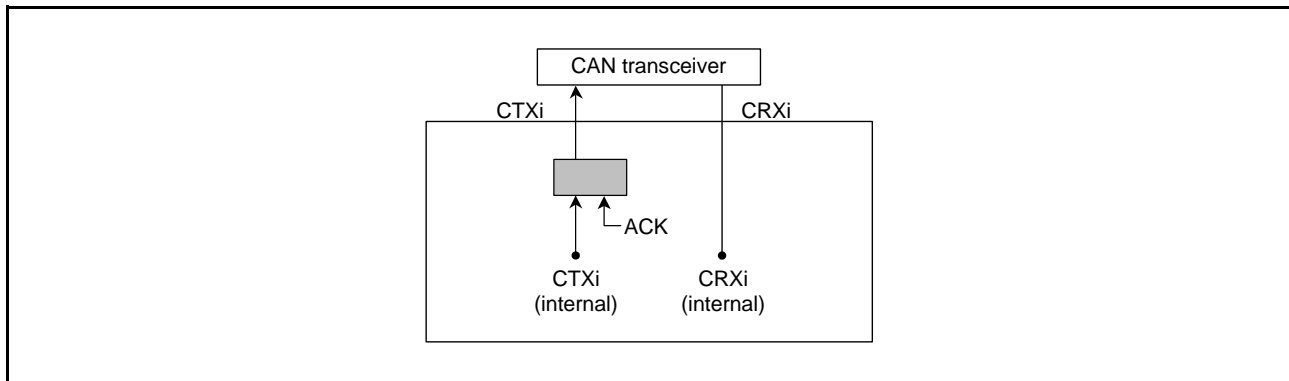 CAN transceiver
CTXi
CRXi
ACK
CTXi
(internal)
CRXi
(internal)